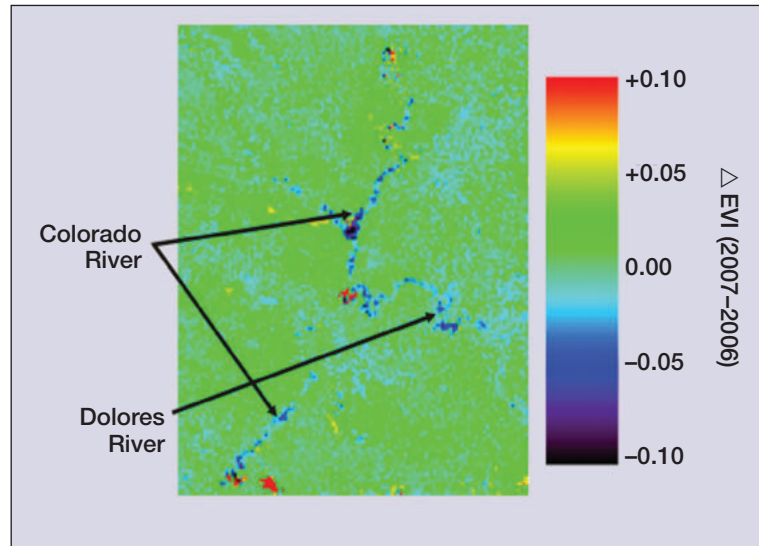 Colorado
River
Dolores
River
+0.10
+0.05
0.00
−0.05
−0.10
△ EVI (2007–2006)